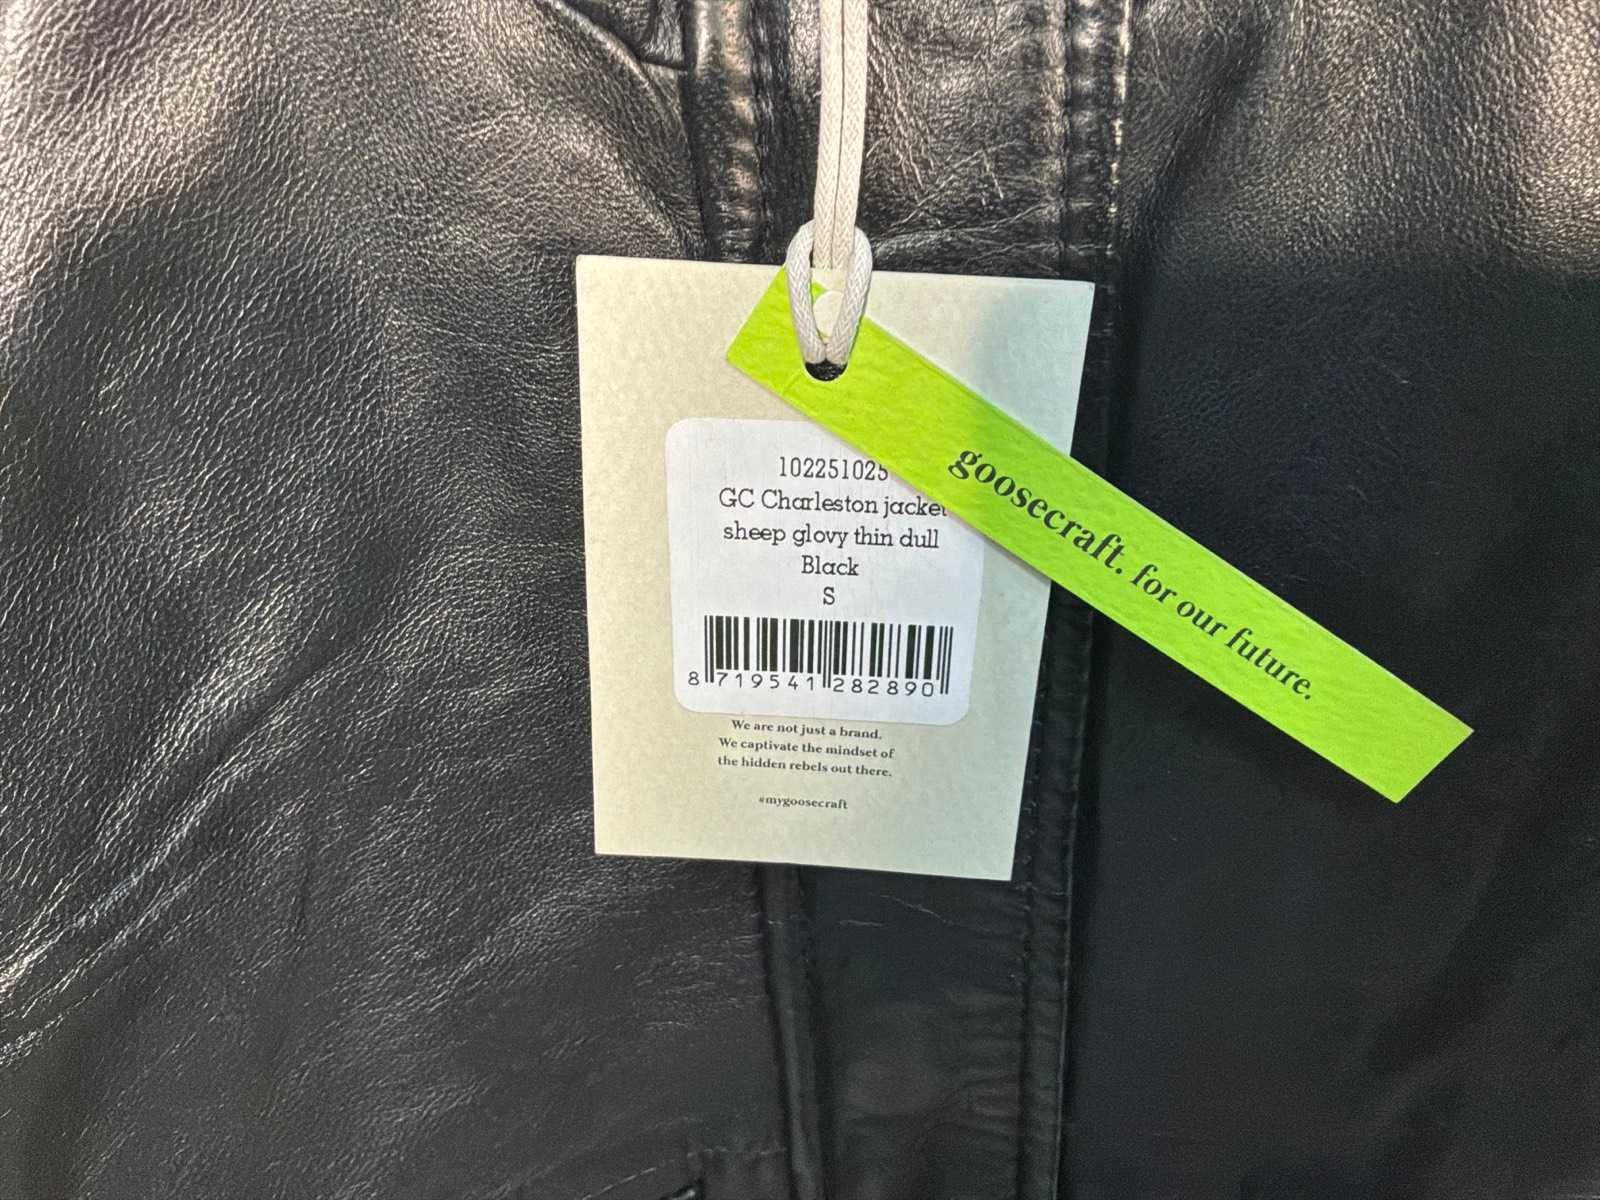 102251025
GC Charleston jacket
sheep glovy thin dull
Black
S
8 719541 282890
We are not just a brand.
We captivate the mindset of
the hidden rebels out there.
#mygoosecraft
goosecraft. for our future.